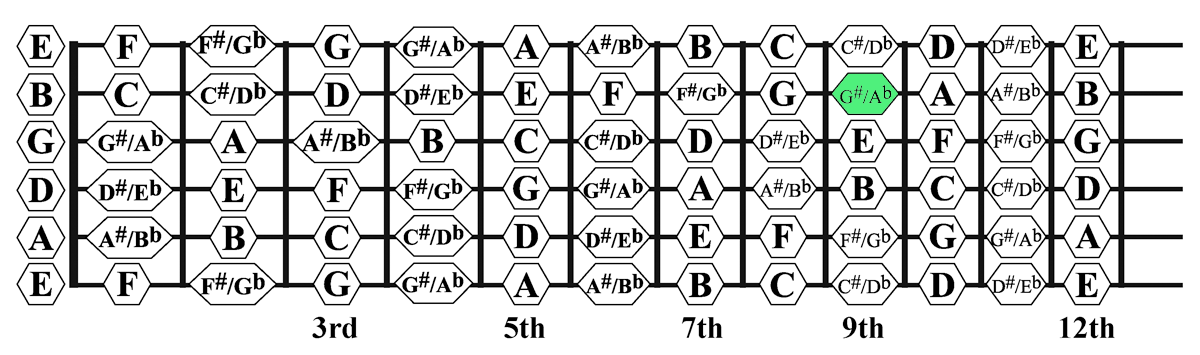 E F F#/Gb G G#/Ab A A#/Bb B C C#/Db D D#/Eb E
B C C#/Db D D#/Eb E F F#/Gb G G#/Ab A A#/Bb B
G G#/Ab A A#/Bb B C C#/Db D D#/Eb E F F#/Gb G
D D#/Eb E F F#/Gb G G#/Ab A A#/Bb B C C#/Db D
A A#/Bb B C C#/Db D D#/Eb E F F#/Gb G G#/Ab A
E F F#/Gb G G#/Ab A A#/Bb B C C#/Db D D#/Eb E
3rd 5th 7th 9th 12th